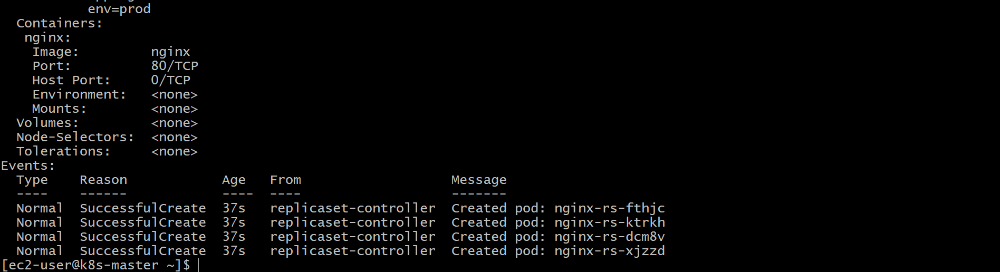 env=prod
Containers:
nginx:
Image: nginx
Port: 80/TCP
Host Port: 0/TCP
Environment: <none>
Mounts: <none>
Volumes: <none>
Node-Selectors: <none>
Tolerations: <none>
Events:
Type Reason Age From Message
---- ------ ---- ---- -------
Normal SuccessfulCreate 37s replicaset-controller Created pod: nginx-rs-fthjc
Normal SuccessfulCreate 37s replicaset-controller Created pod: nginx-rs-ktrkh
Normal SuccessfulCreate 37s replicaset-controller Created pod: nginx-rs-dcm8v
Normal SuccessfulCreate 37s replicaset-controller Created pod: nginx-rs-xjzzd
[ec2-user@k8s-master ~]$